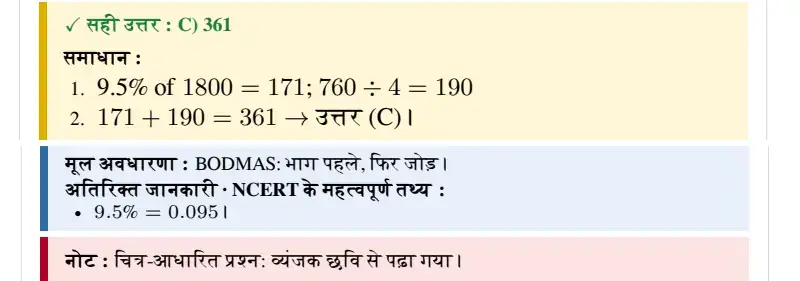 ✓ सही उत्तर : C) 361
समाधान :
1. 9.5% of 1800 = 171; 760 ÷ 4 = 190
2. 171 + 190 = 361 → उत्तर (C)।
मूल अवधारणा : BODMAS: भाग पहले, फिर जोड़।
अतिरिक्त जानकारी · NCERT के महत्वपूर्ण तथ्य :
• 9.5% = 0.095।
नोट : चित्र-आधारित प्रश्न: व्यंजक छवि से पढ़ा गया।